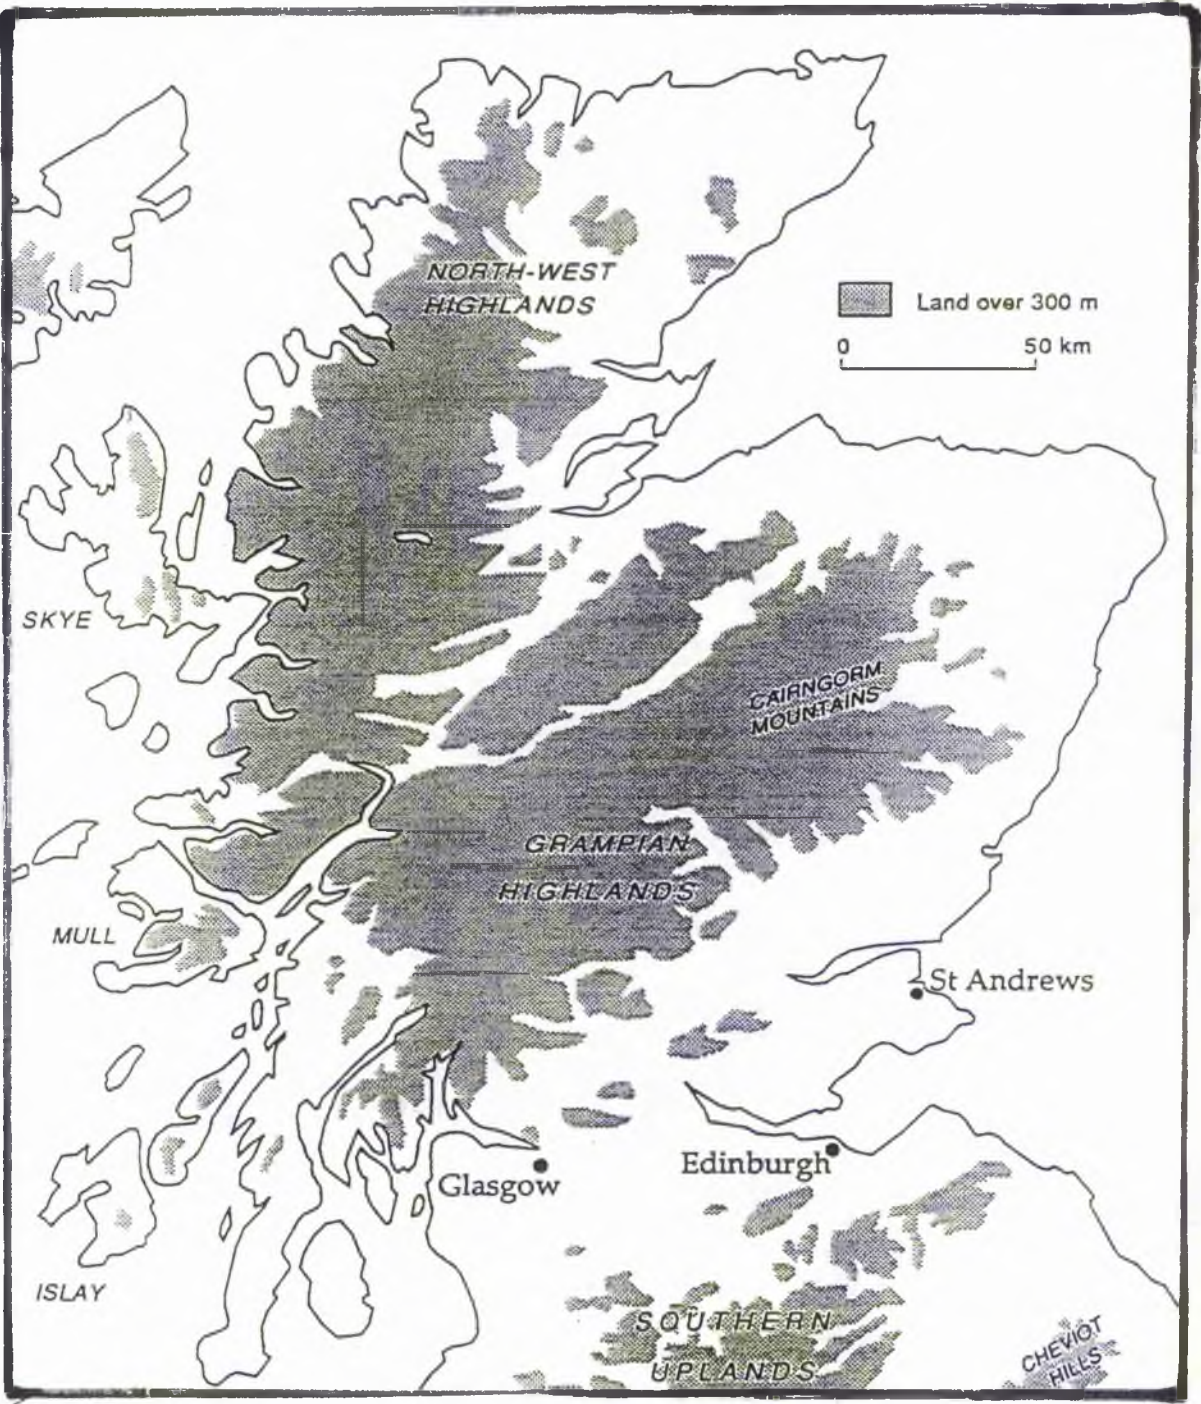 NORTH-WEST
HIGHLANDS
Land over 300 m
0 50 km
SKYE
CAIRNGORM
MOUNTAINS
GRAMPIAN
HIGHLANDS
MULL
St Andrews
Edinburgh
Glasgow
ISLAY
SOUTHERN
UPLANDS
CHEVIOT
HILLS